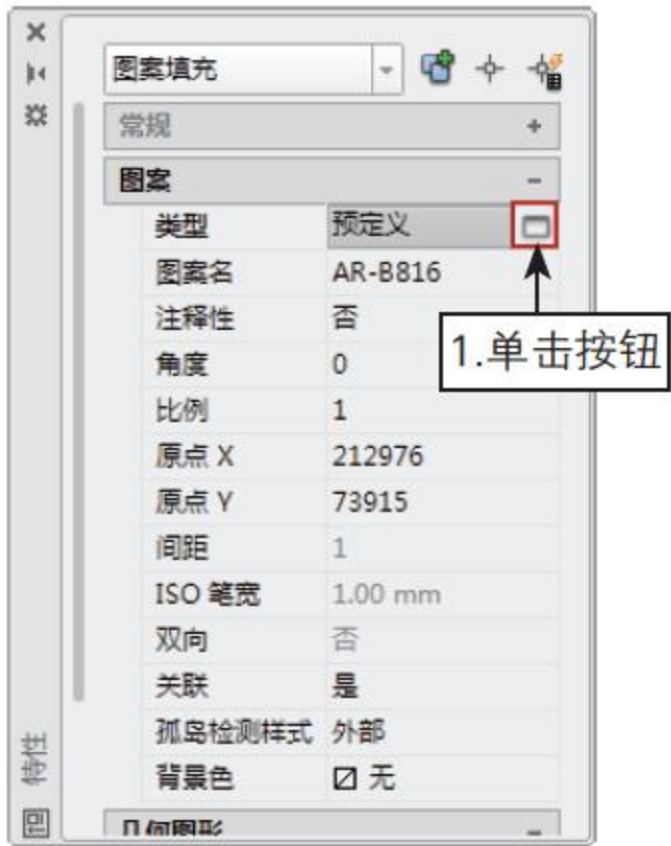 图案填充
常规 +
图案 -
类型 预定义
图案名 AR-B816
注释性 否
1.单击按钮
角度 0
比例 1
原点 X 212976
原点 Y 73915
间距 1
ISO 笔宽 1.00 mm
双向 否
关联 是
孤岛检测样式 外部
背景色 无
几何图形 -
特性